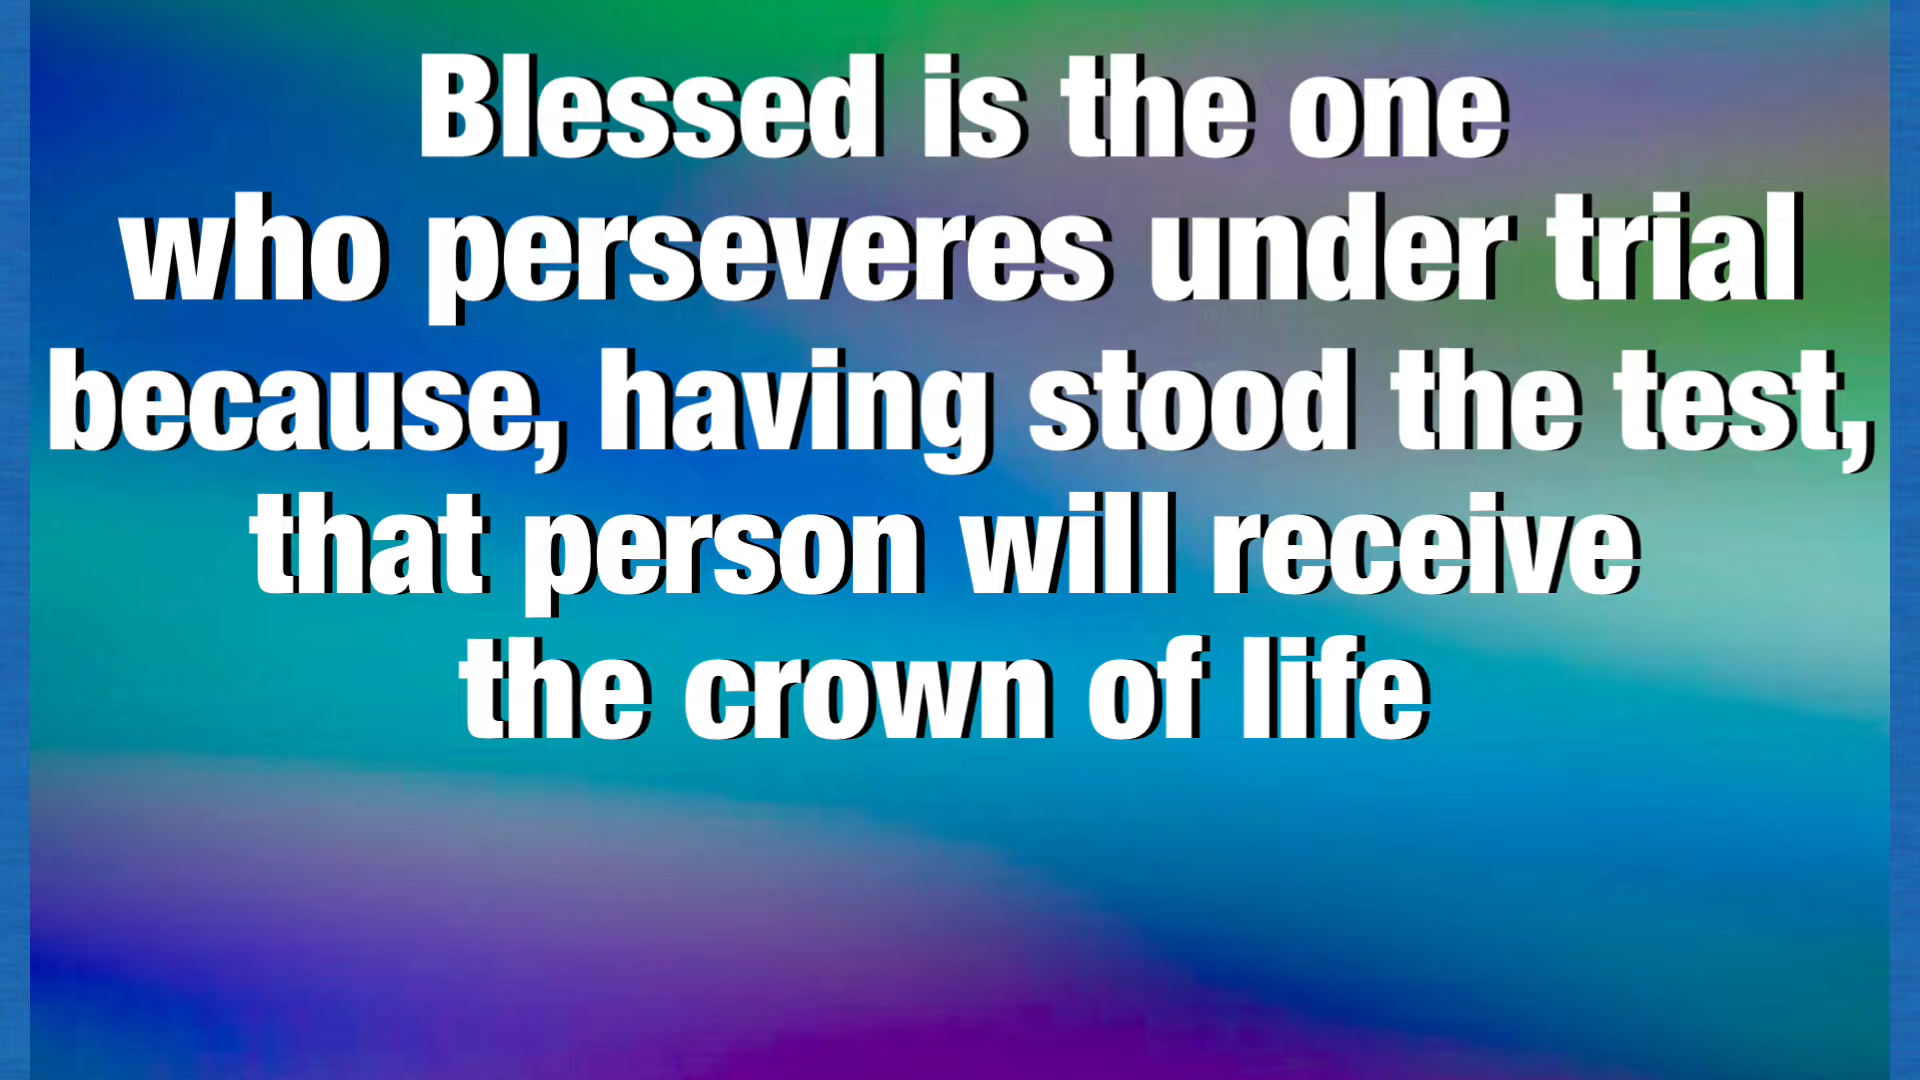 Blessed is the one
who perseveres under trial
because, having stood the test,
that person will receive
the crown of life